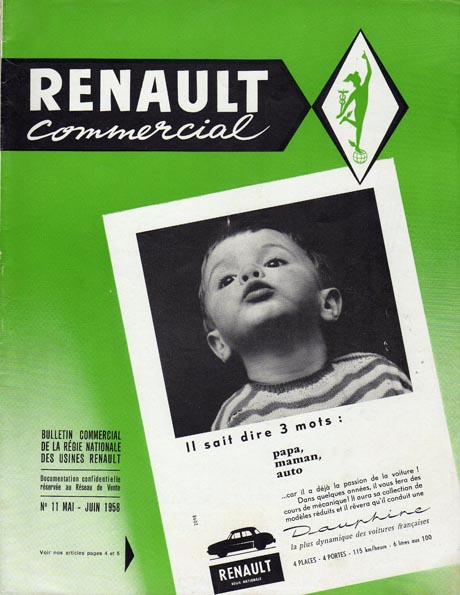 RENAULT
commercial
Il sait dire 3 mots :
papa,
maman,
auto
...car il a déjà la passion de la voiture !
Dans quelques années, il vous fera des
cours de mécanique ! Il aura sa collection de
modèles réduits et il rêvera qu'il conduit une
Dauphine
la plus dynamique des voitures françaises
4 PLACES - 4 PORTES - 115 km/heure - 6 litres aux 100
RENAULT
RÉGIE NATIONALE
BULLETIN COMMERCIAL
DE LA RÉGIE NATIONALE
DES USINES RENAULT
Documentation confidentielle
réservée au Réseau de Vente
N° 11 MAI - JUIN 1958
Voir nos articles pages 4 et 5